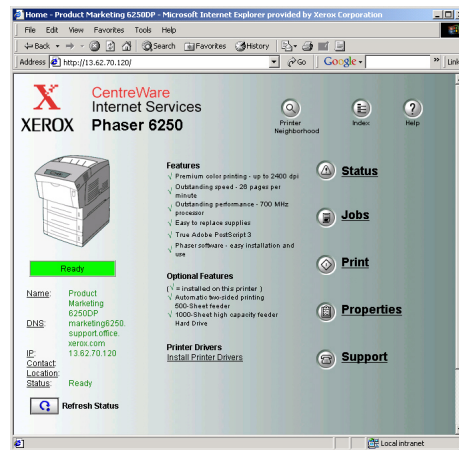 Home - Product Marketing 6250DP - Microsoft Internet Explorer provided by Xerox Corporation
File Edit View Favorites Tools Help
Back Search Favorites History
Address http://13.62.70.120/ Go Google » Link
X
XEROX
CentreWare
Internet Services
Phaser 6250
Printer Neighborhood
Index
Help
Ready
Name: Product
Marketing
6250DP
DNS: marketing6250.
support.office.
xerox.com
IP: 13.62.70.120
Contact:
Location:
Status: Ready
Refresh Status
Features
√ Premium color printing - up to 2400 dpi
√ Outstanding speed - 28 pages per
minute
√ Outstanding performance - 700 MHz
processor
√ Easy to replace supplies
√ True Adobe PostScript 3
√ Phaser software - easy installation and
use
Optional Features
(√ = installed on this printer )
√ Automatic two-sided printing
500-Sheet feeder
√ 1000-Sheet high capacity feeder
Hard Drive
Printer Drivers
Install Printer Drivers
Status
Jobs
Print
Properties
Support
Local intranet